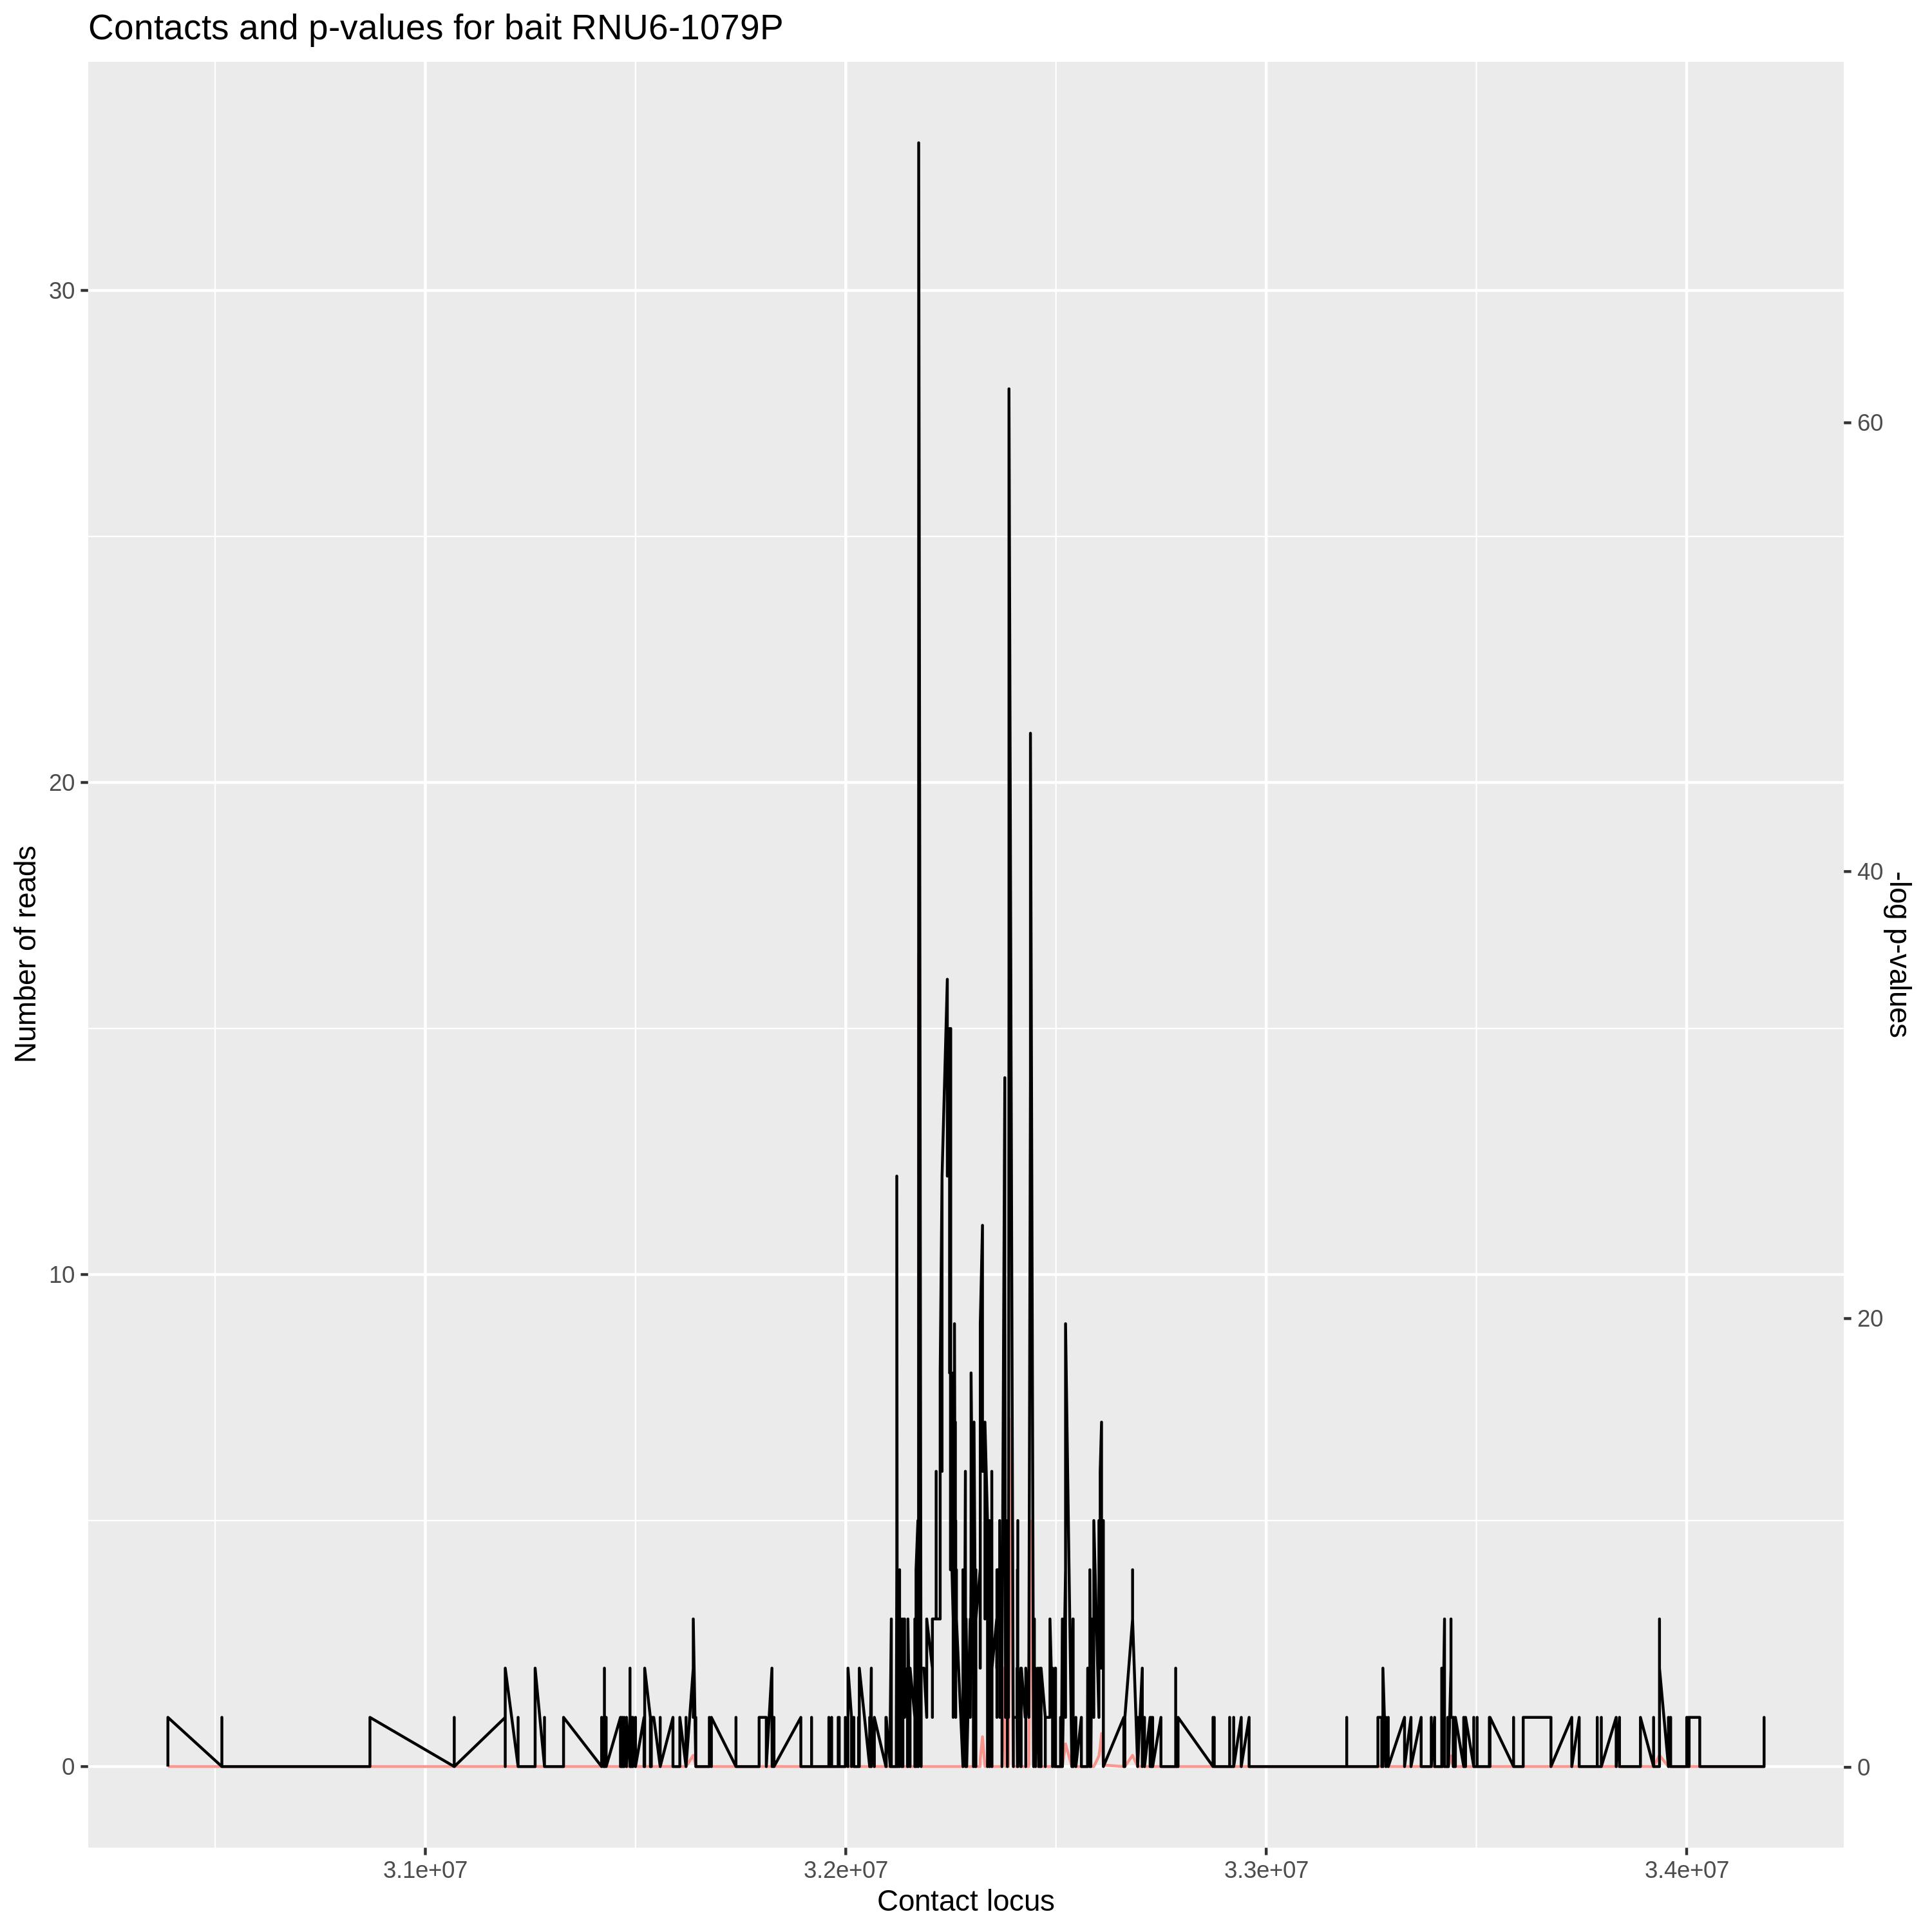 Contacts and p-values for bait RNU6-1079P
30
20
10
0
Number of reads
60
40
20
0
-log p-values
3.1e+07 3.2e+07 3.3e+07 3.4e+07
Contact locus